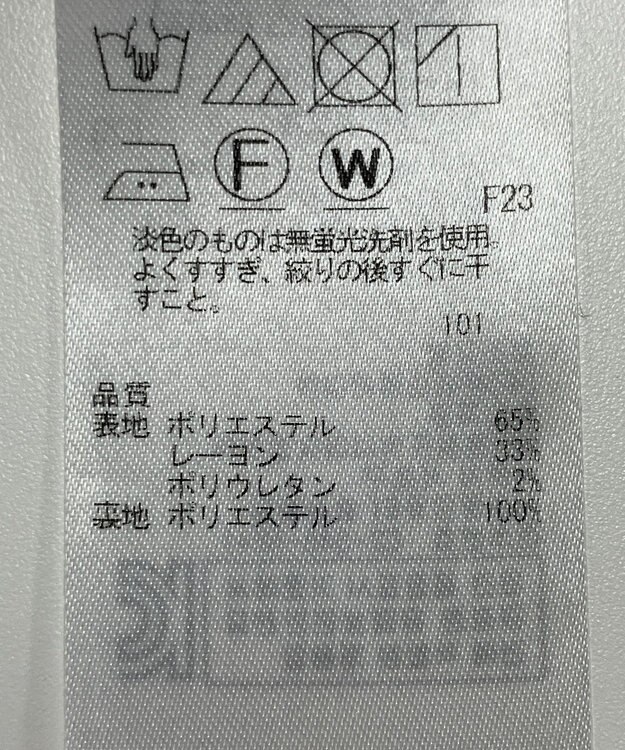 F
W
F23
淡色のものは無蛍光洗剤を使用。
よくすすぎ、絞りの後すぐに干
すこと。
101
品質
表地 ポリエステル 65%
レーヨン 33%
ポリウレタン 2%
裏地 ポリエステル 100%